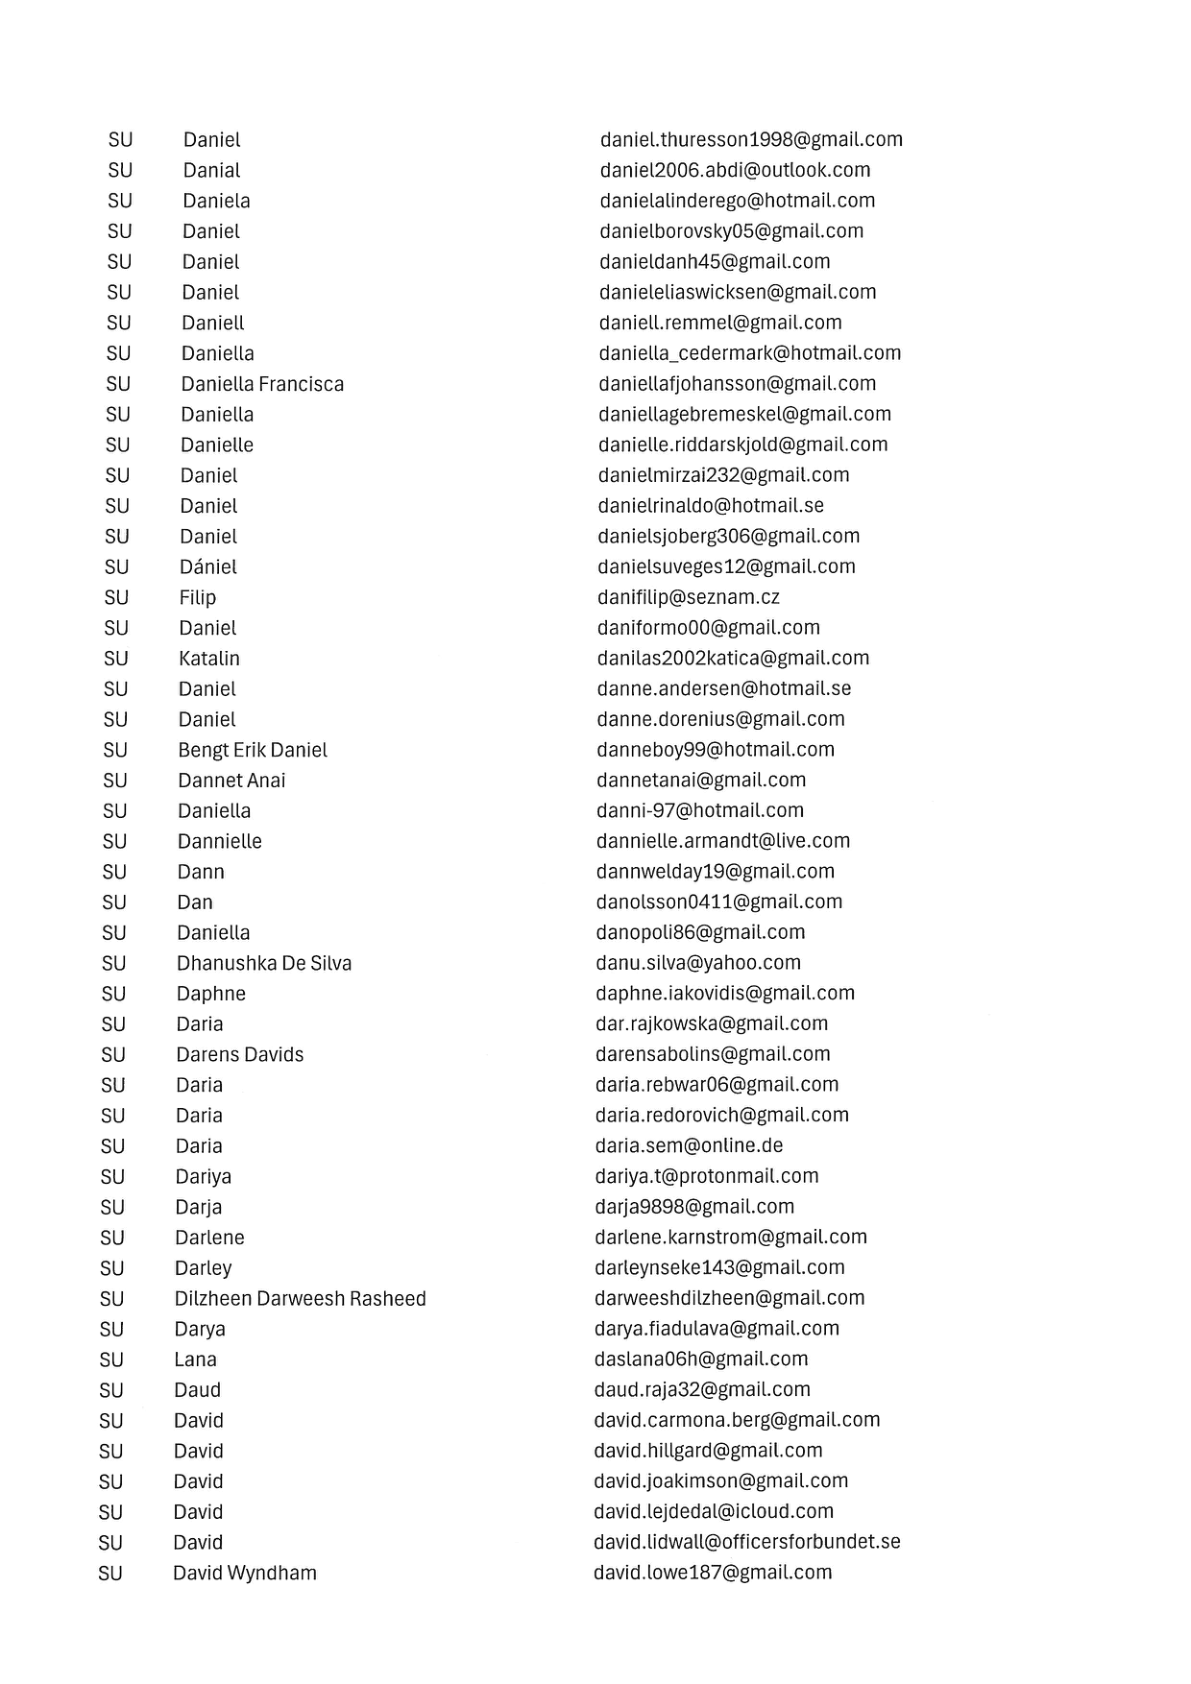 SU Daniel daniel.thuresson1998@gmail.com
SU Danial daniel2006.abdi@outlook.com
SU Daniela danielalinderego@hotmail.com
SU Daniel danielborovsky05@gmail.com
SU Daniel danieldanh45@gmail.com
SU Daniel danieleliaswicksen@gmail.com
SU Daniell daniell.remmel@gmail.com
SU Daniella daniella_cedermark@hotmail.com
SU Daniella Francisca daniellafjohansson@gmail.com
SU Daniella daniellagebremeskel@gmail.com
SU Danielle danielle.riddarskjold@gmail.com
SU Daniel danielmirzai232@gmail.com
SU Daniel danielrinaldo@hotmail.se
SU Daniel danielsjoberg306@gmail.com
SU Dániel danielsuveges12@gmail.com
SU Filip danifilip@seznam.cz
SU Daniel daniformo00@gmail.com
SU Katalin danilas2002katica@gmail.com
SU Daniel danne.andersen@hotmail.se
SU Daniel danne.dorenius@gmail.com
SU Bengt Erik Daniel danneboy99@hotmail.com
SU Dannet Anai dannetanai@gmail.com
SU Daniella danni-97@hotmail.com
SU Dannielle dannielle.armandt@live.com
SU Dann dannwelday19@gmail.com
SU Dan danolsson0411@gmail.com
SU Daniella danopoli86@gmail.com
SU Dhanushka De Silva danu.silva@yahoo.com
SU Daphne daphne.iakovidis@gmail.com
SU Daria dar.rajkowska@gmail.com
SU Darens Davids darensabolins@gmail.com
SU Daria daria.rebwar06@gmail.com
SU Daria daria.redorovich@gmail.com
SU Daria daria.sem@online.de
SU Dariya dariya.t@protonmail.com
SU Darja darja9898@gmail.com
SU Darlene darlene.karnstrom@gmail.com
SU Darley darleynseke143@gmail.com
SU Dilzheen Darweesh Rasheed darweeshdilzheen@gmail.com
SU Darya darya.fiadulava@gmail.com
SU Lana daslana06h@gmail.com
SU Daud daud.raja32@gmail.com
SU David david.carmona.berg@gmail.com
SU David david.hillgard@gmail.com
SU David david.joakimson@gmail.com
SU David david.lejdedal@icloud.com
SU David david.lidwall@officersforbundet.se
SU David Wyndham david.lowe187@gmail.com